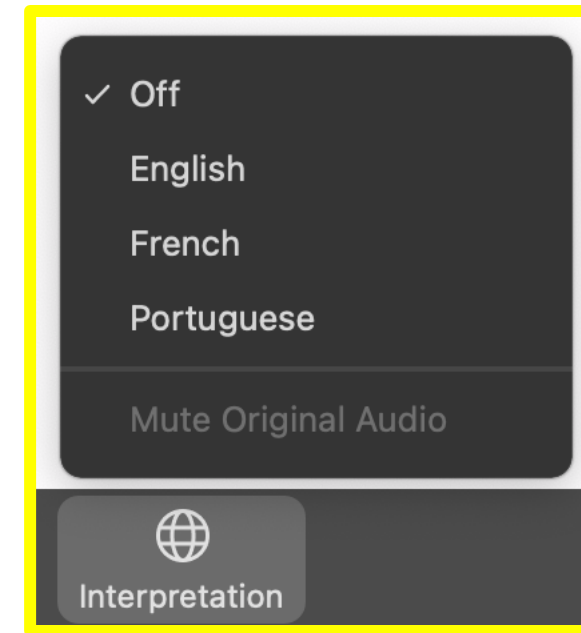 ✓ Off
English
French
Portuguese
Mute Original Audio
Interpretation